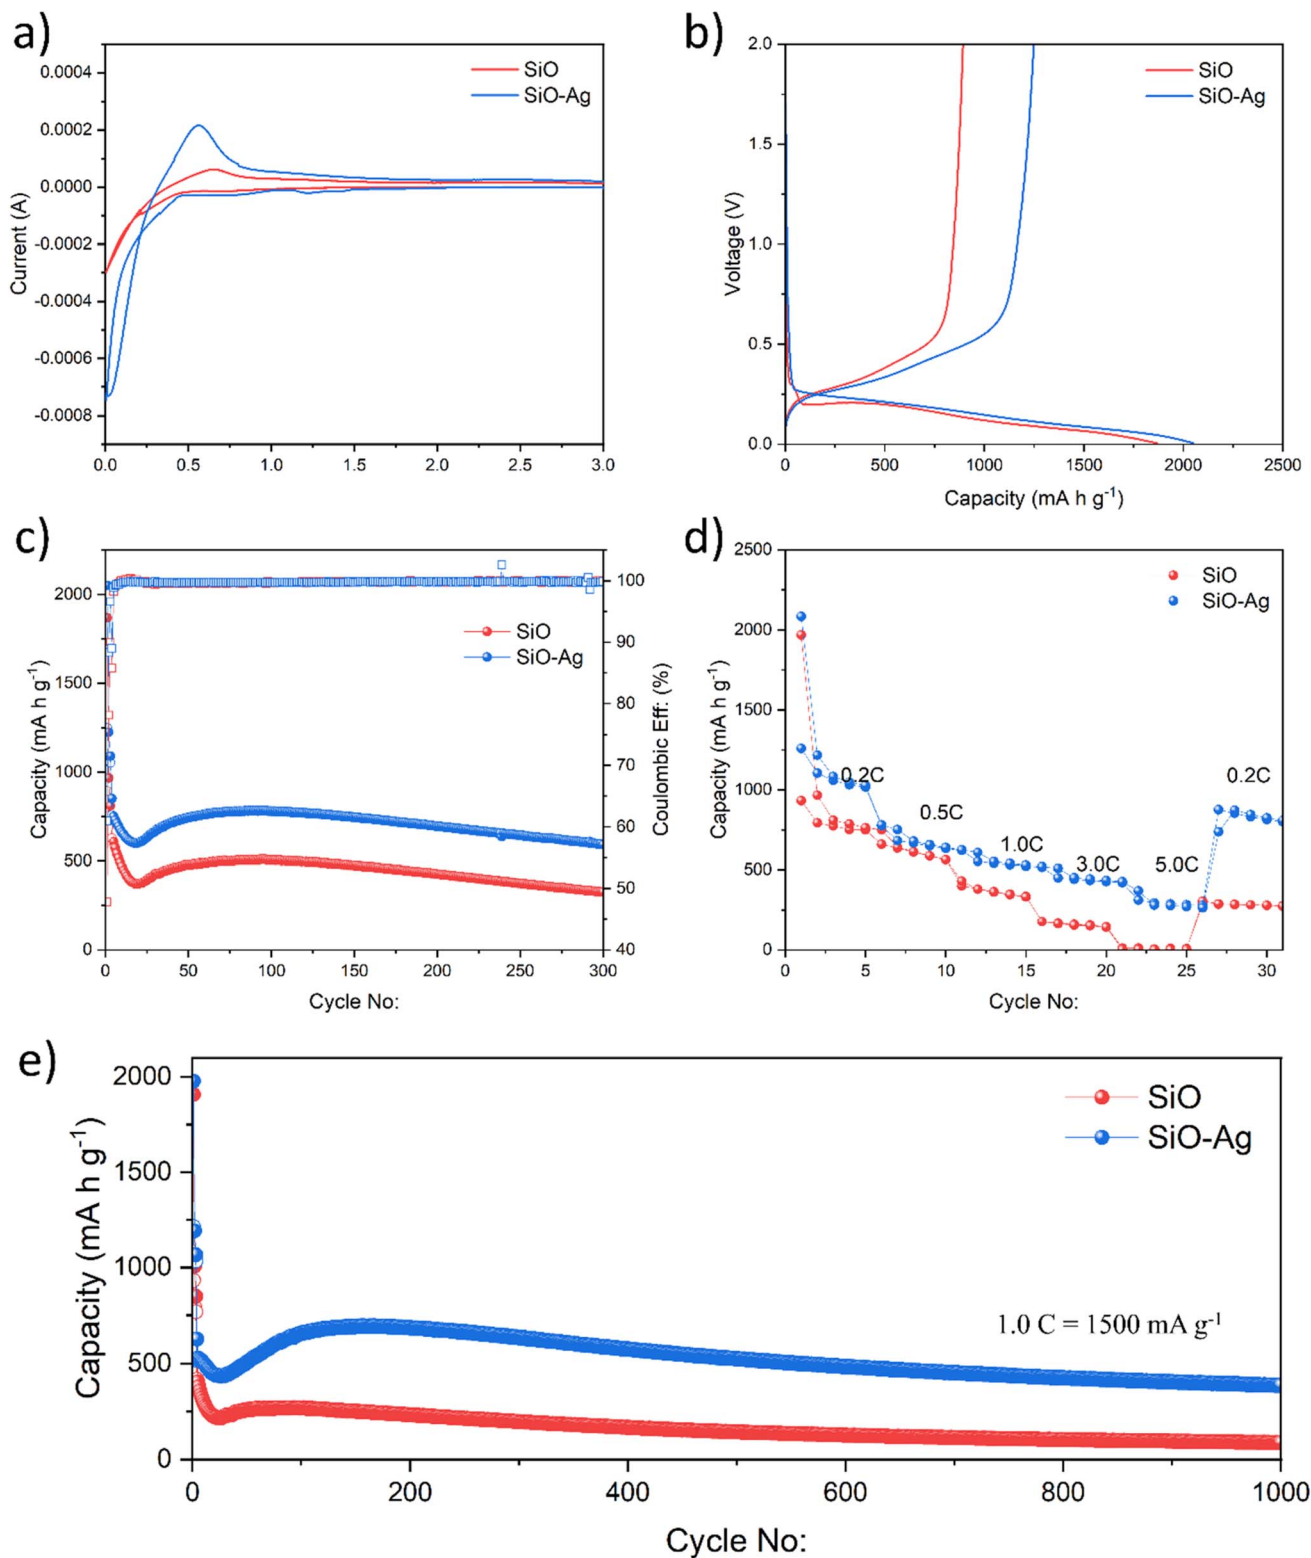 a)
0.0004
0.0002
0.0000
-0.0002
-0.0004
-0.0006
-0.0008
Current (A)
SiO
SiO-Ag
0.0 0.5 1.0 1.5 2.0 2.5 3.0
b)
2.0
1.5
1.0
0.5
0.0
Voltage (V)
SiO
SiO-Ag
0 500 1000 1500 2000 2500
Capacity (mA h g⁻¹)
c)
2000
1500
1000
500
0
Capacity (mA h g⁻¹)
SiO
SiO-Ag
100
90
80
70
60
50
40
Coulombic Eff. (%)
0 50 100 150 200 250 300
Cycle No:
d)
2500
2000
1500
1000
500
0
Capacity (mA h g⁻¹)
SiO
SiO-Ag
0.2C
0.5C
1.0C
3.0C
5.0C
0.2C
0 5 10 15 20 25 30
Cycle No:
e)
2000
1500
1000
500
0
Capacity (mA h g⁻¹)
SiO
SiO-Ag
1.0 C = 1500 mA g⁻¹
0 200 400 600 800 1000
Cycle No: